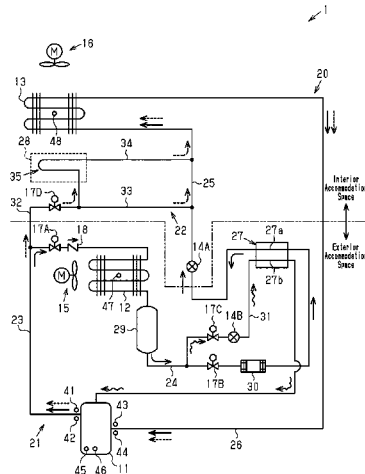 1
M
16
20
13
48
28
34
35
17D
25
33
32
22
17A
18
14A
27
27a
27b
Interior
Accommodation
Space
Exterior
Accommodation
Space
M
15
47
12
17C
14B
31
29
23
24
17B
30
41
43
42
44
21
26
45
46
11